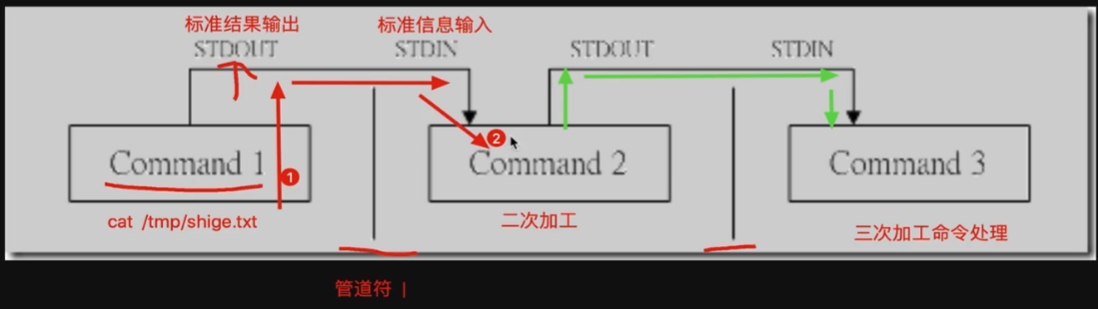 标准结果输出
标准信息输入
STDOUT
STDIN
STDOUT
STDIN
Command 1
1
2
Command 2
Command 3
cat /tmp/shige.txt
二次加工
三次加工命令处理
管道符 |